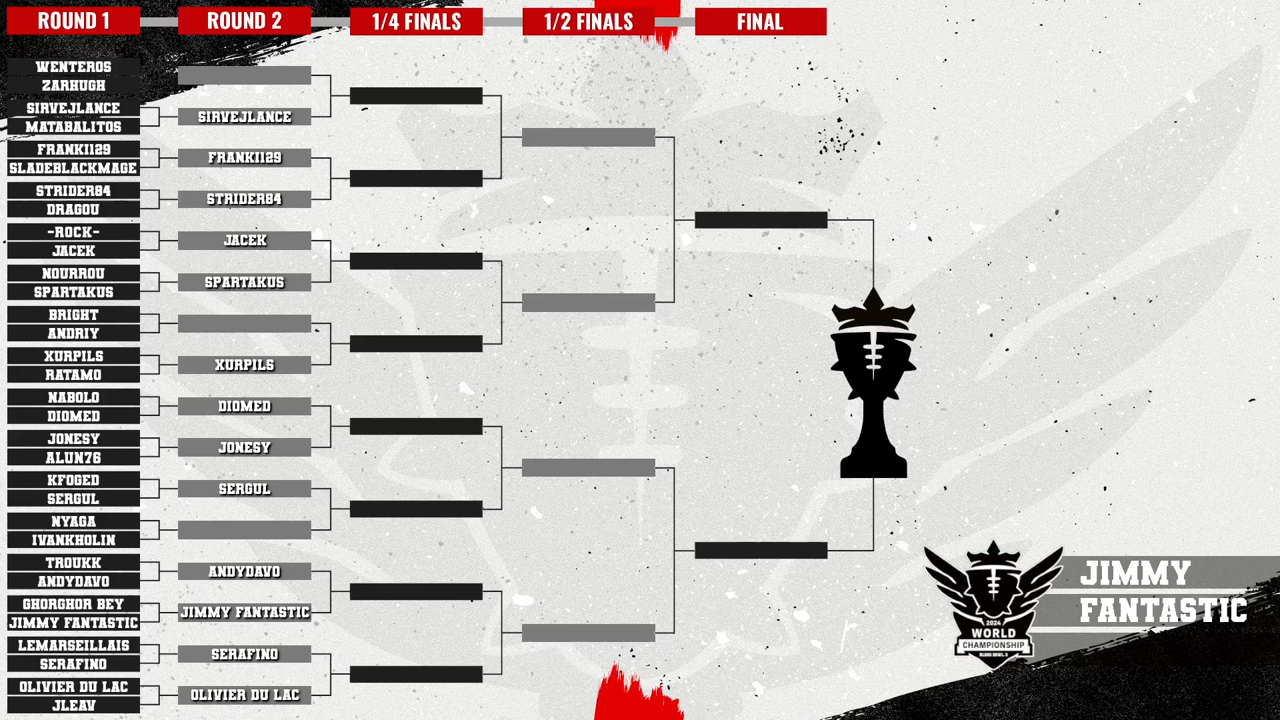 ROUND 1
ROUND 2
1/4 FINALS
1/2 FINALS
FINAL
WENTEROS
ZARHUGH
SIRVEJLANCE
MATABALITOS
FRANKI129
SLADEBLACKMAGE
STRIDER84
DRAGOU
-ROCK-
JACEK
NOURROU
SPARTAKUS
BRIGHT
ANDRIY
XURPILS
RATAMO
NABOLO
DIOMED
JONESY
ALUN76
KFOGED
SERGUL
NYAGA
IVANKHOLIN
TROUKK
ANDYDAVO
GHORGHOR BEY
JIMMY FANTASTIC
LEMARSEILLAIS
SERAFINO
OLIVIER DU LAC
JLEAV
SIRVEJLANCE
FRANKI129
STRIDER84
JACEK
SPARTAKUS
XURPILS
DIOMED
JONESY
SERGUL
ANDYDAVO
JIMMY FANTASTIC
SERAFINO
OLIVIER DU LAC
2024
WORLD
CHAMPIONSHIP
BLOOD BOWL 3
JIMMY
FANTASTIC